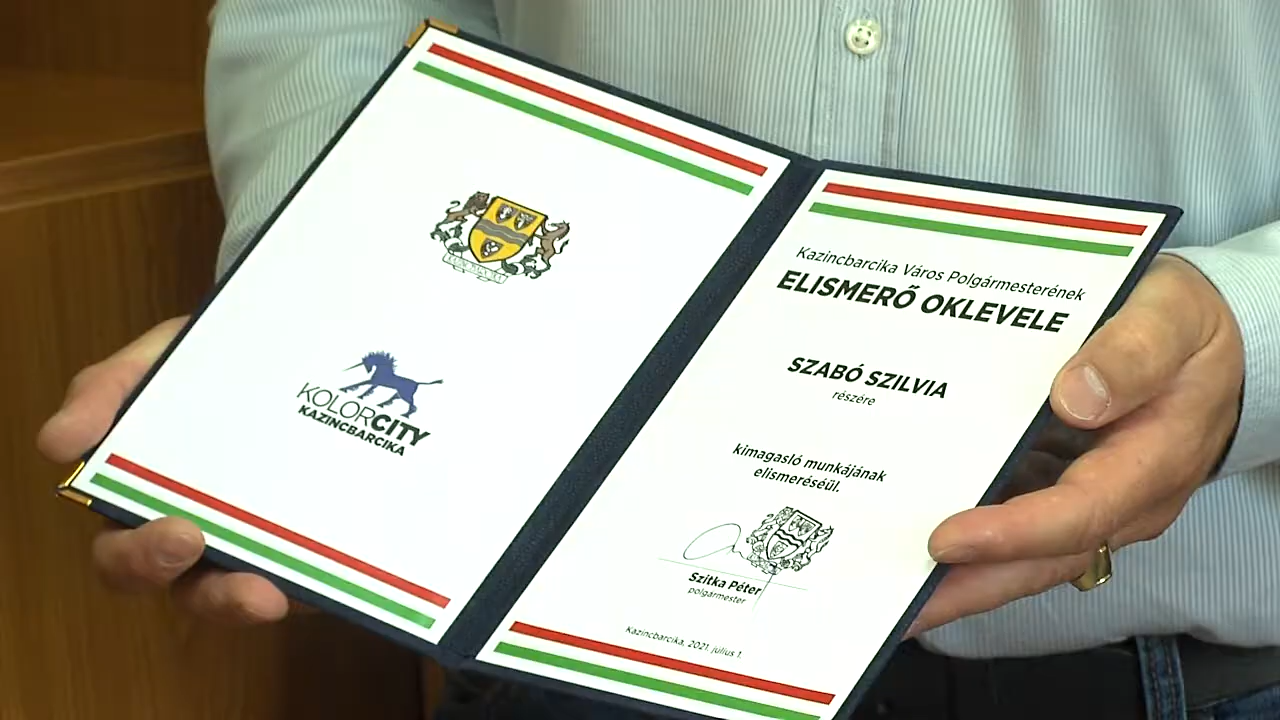 KAZINCBARCIKA
KOLORCITY
KAZINCBARCIKA
Kazincbarcika Város Polgármesterének
ELISMERŐ OKLEVELE
SZABÓ SZILVIA
részére
kimagasló munkájának
elismeréséül.
Szitka Péter
polgármester
Kazincbarcika, 2021. július 1.